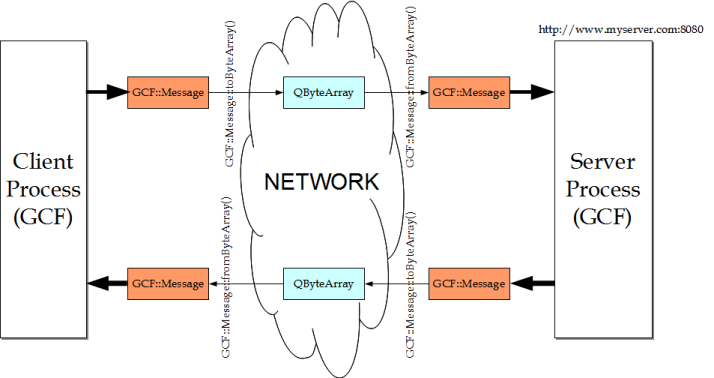 http://www.myserver.com:8080
GCF::Message
GCF::Message::toByteArray()
QByteArray
GCF::Message::fromByteArray()
GCF::Message
Client
Process
(GCF)
NETWORK
Server
Process
(GCF)
GCF::Message
GCF::Message::fromByteArray()
QByteArray
GCF::Message::toByteArray()
GCF::Message